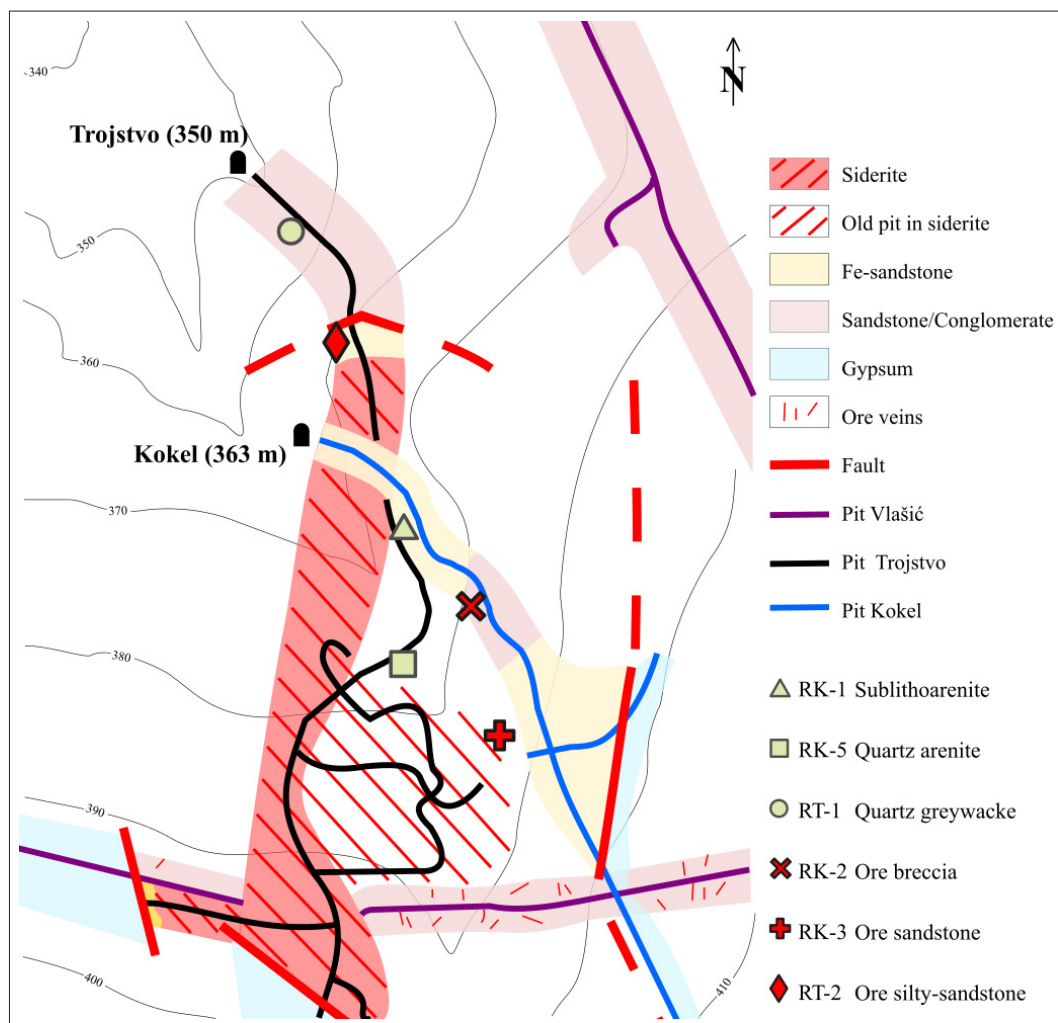 N
340
Trojstvo (350 m)
350
360
Kokel (363 m)
370
380
390
400
410
Siderite
Old pit in siderite
Fe-sandstone
Sandstone/Conglomerate
Gypsum
Ore veins
Fault
Pit Vlašić
Pit Trojstvo
Pit Kokel
RK-1 Sublithoarenite
RK-5 Quartz arenite
RT-1 Quartz greywacke
RK-2 Ore breccia
RK-3 Ore sandstone
RT-2 Ore silty-sandstone